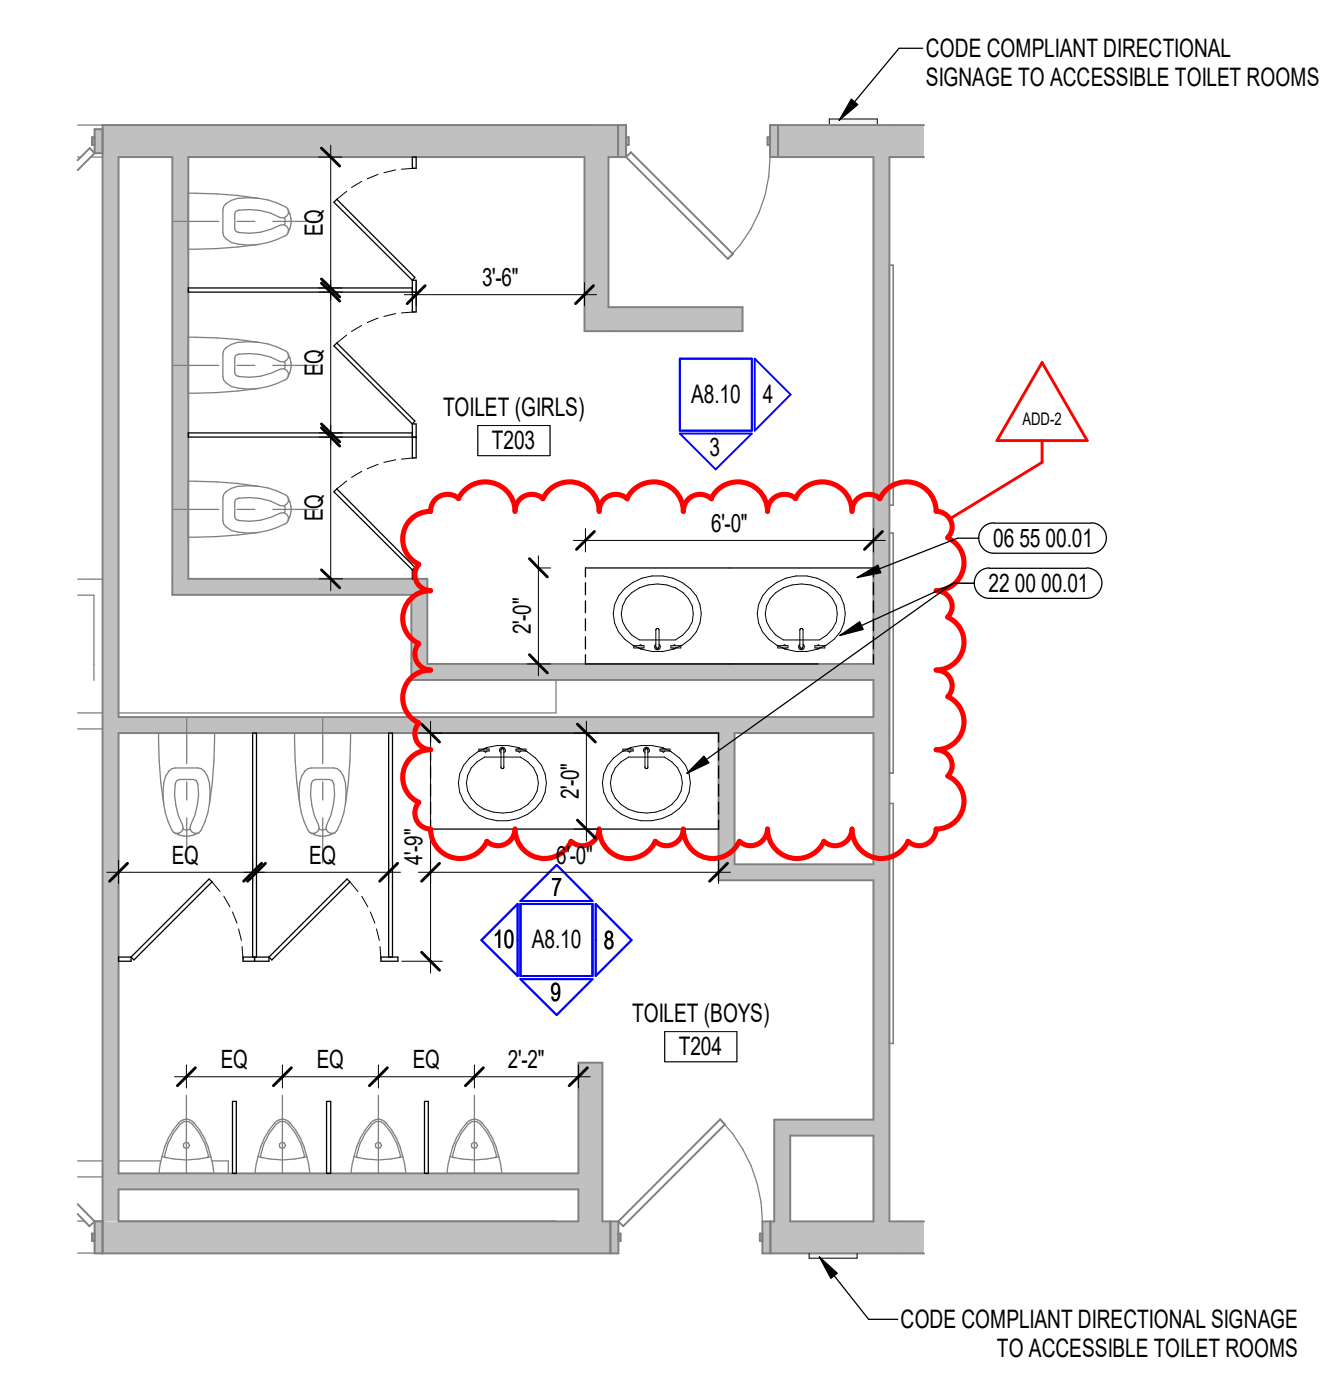 CODE COMPLIANT DIRECTIONAL
SIGNAGE TO ACCESSIBLE TOILET ROOMS
EQ
3'-6"
EQ
A8.10
4
3
TOILET (GIRLS)
T203
ADD-2
EQ
6'-0"
06 55 00.01
22 00 00.01
2'-0"
2'-0"
EQ
EQ
4'-9"
6'-0"
7
10
A8.10
8
9
TOILET (BOYS)
T204
EQ
EQ
EQ
2'-2"
CODE COMPLIANT DIRECTIONAL SIGNAGE
TO ACCESSIBLE TOILET ROOMS